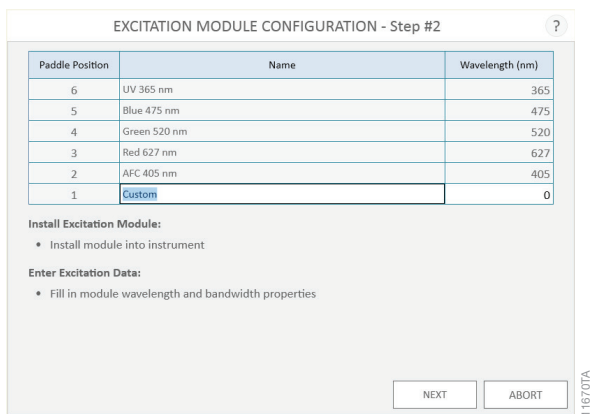 EXCITATION MODULE CONFIGURATION - Step #2 ?
Paddle Position Name Wavelength (nm)
6 UV 365 nm 365
5 Blue 475 nm 475
4 Green 520 nm 520
3 Red 627 nm 627
2 AFC 405 nm 405
1 Custom 0
Install Excitation Module:
• Install module into instrument
Enter Excitation Data:
• Fill in module wavelength and bandwidth properties
NEXT ABORT